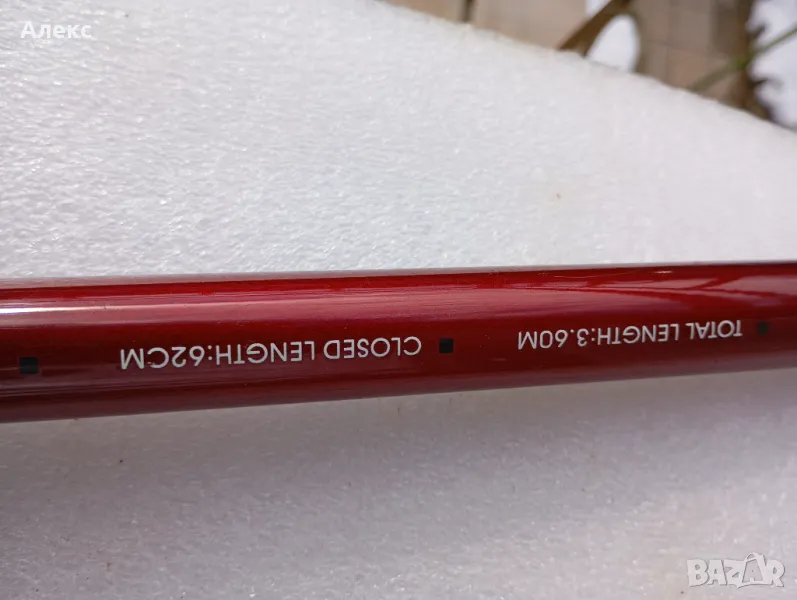 Алекс
TOTAL LENGTH:3.60M
CLOSED LENGTH:62CM
BAZAR